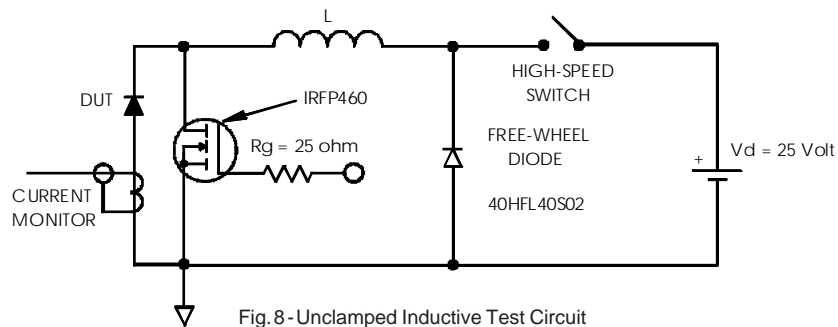 L
HIGH-SPEED
SWITCH
DUT
IRFP460
Rg = 25 ohm
FREE-WHEEL
DIODE
40HFL40S02
+
Vd = 25 Volt
CURRENT
MONITOR
Fig. 8 - Unclamped Inductive Test Circuit